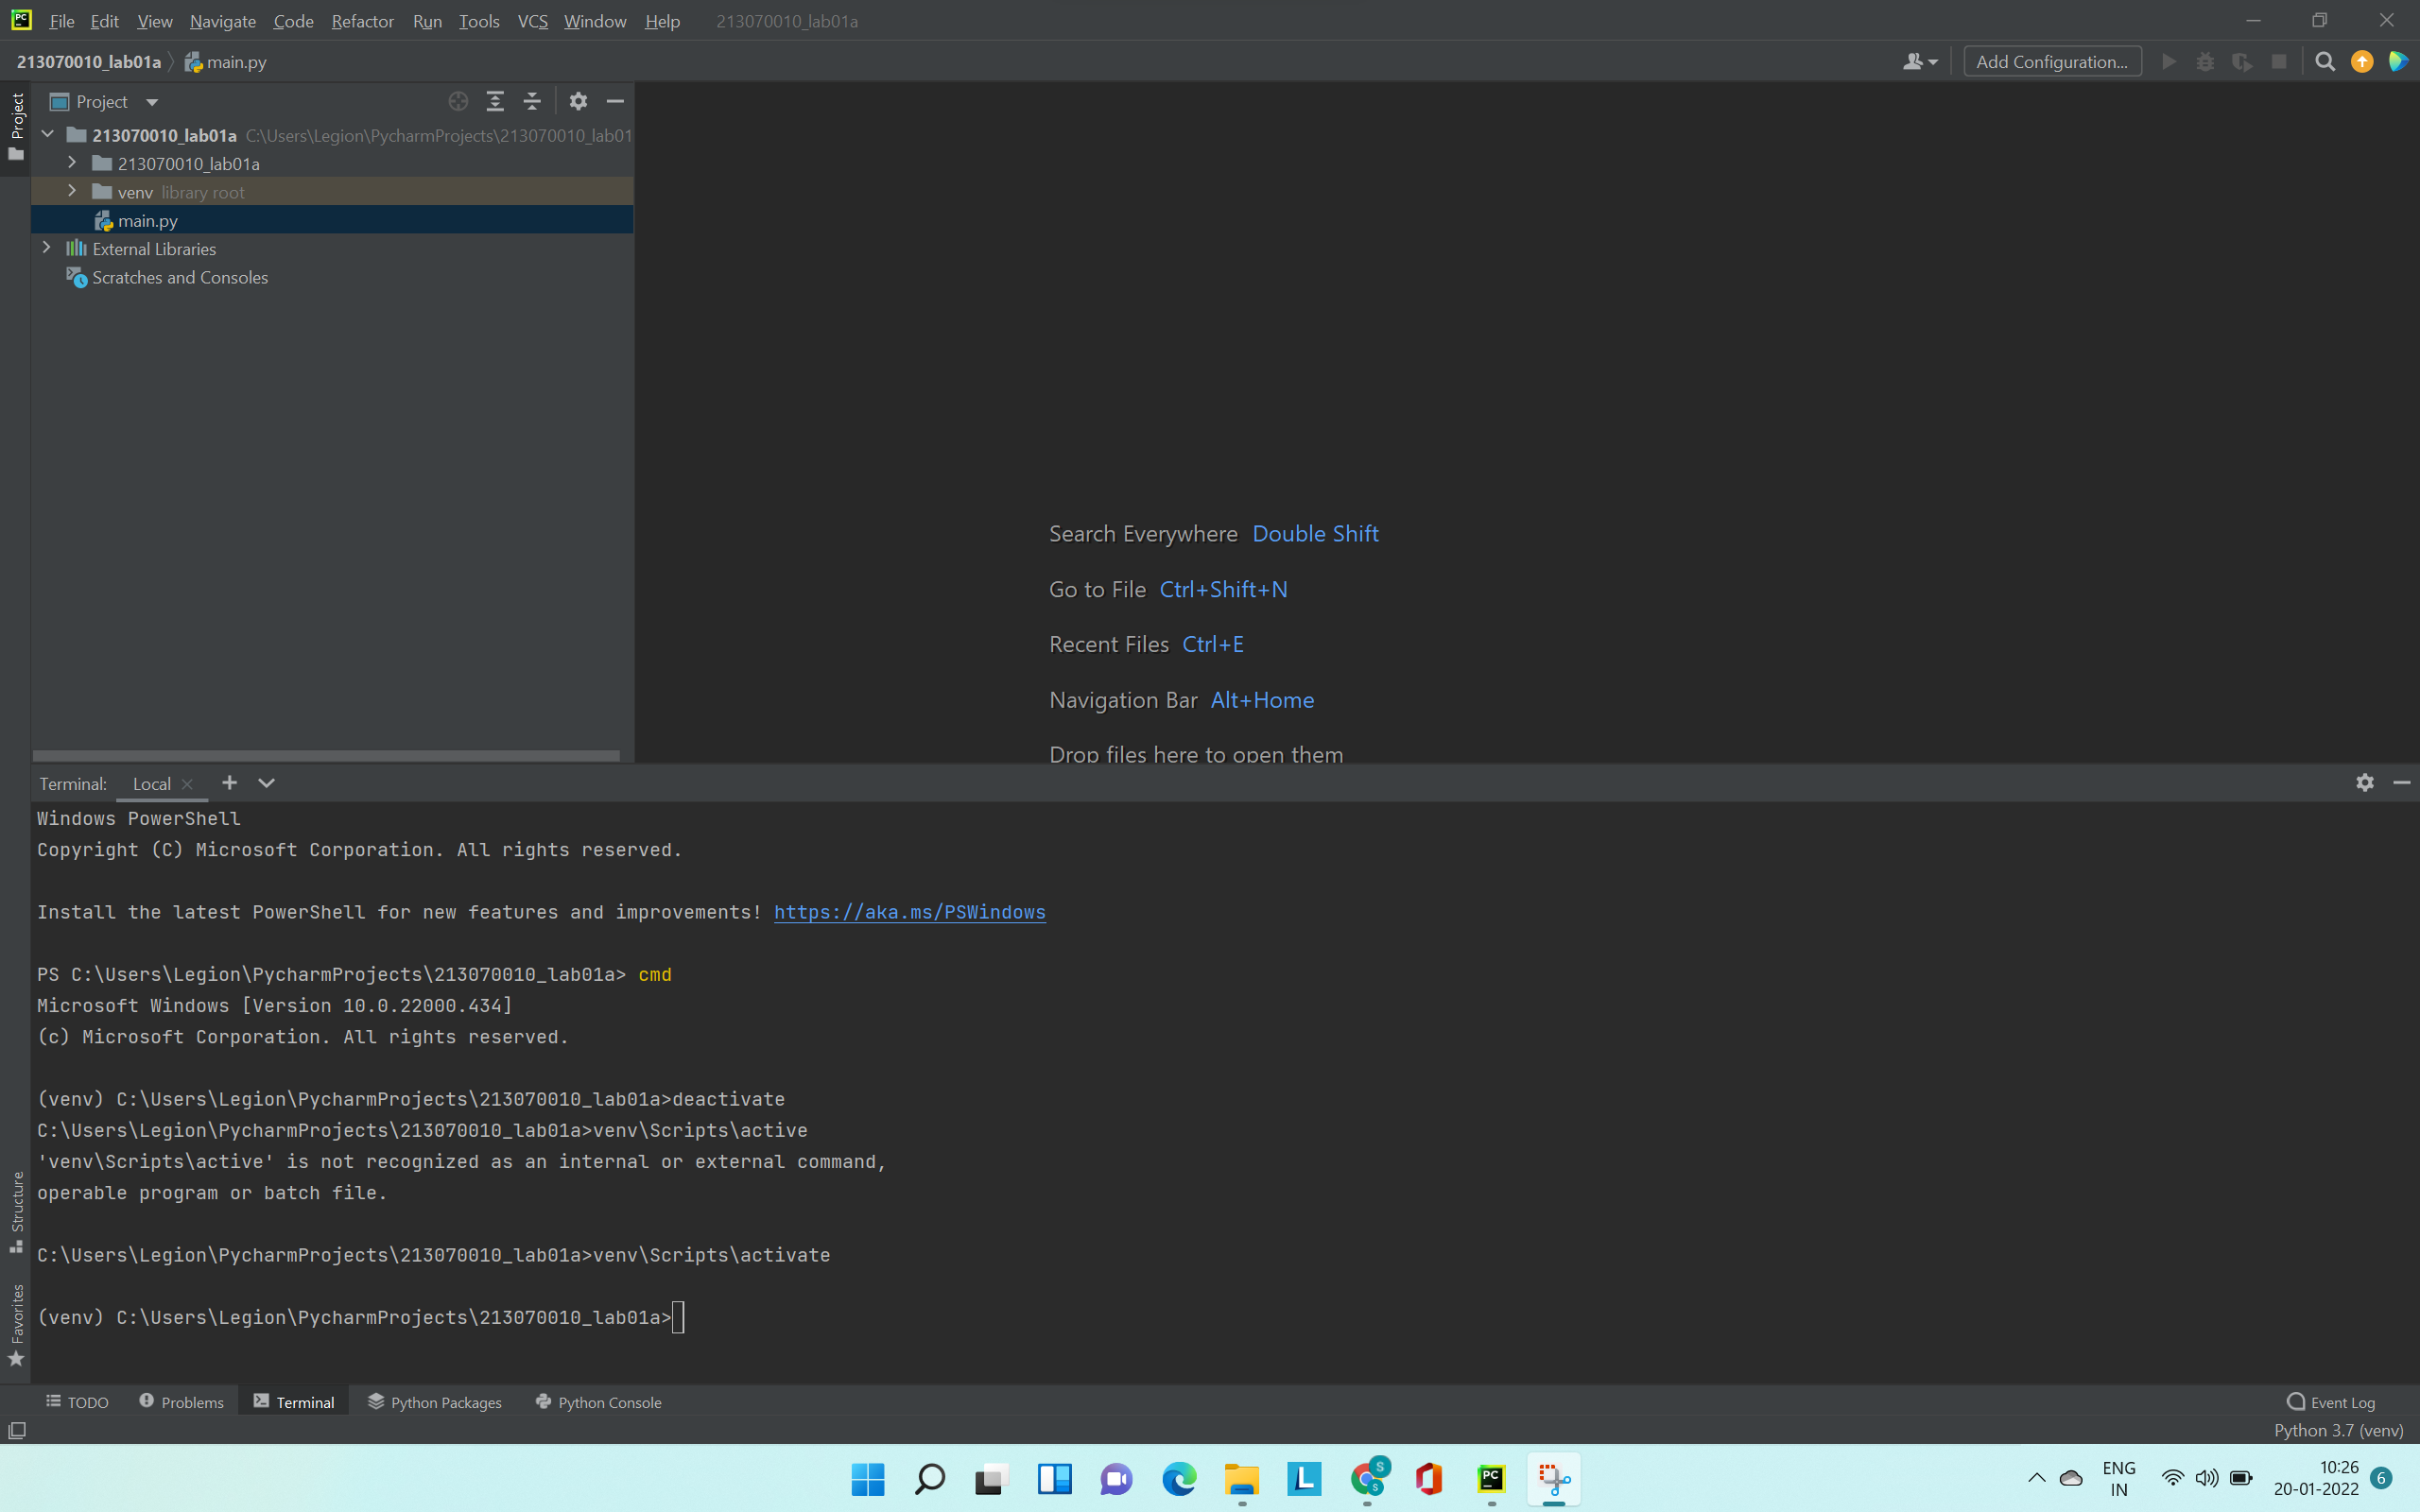 PC File Edit View Navigate Code Refactor Run Tools VCS Window Help 213070010_lab01a
213070010_lab01a main.py Add Configuration...
Project
Project
213070010_lab01a C:\Users\Legion\PycharmProjects\213070010_lab01
213070010_lab01a
venv library root
main.py
External Libraries
Scratches and Consoles
Search Everywhere Double Shift
Go to File Ctrl+Shift+N
Recent Files Ctrl+E
Navigation Bar Alt+Home
Drop files here to open them
Terminal: Local
Windows PowerShell
Copyright (C) Microsoft Corporation. All rights reserved.
Install the latest PowerShell for new features and improvements! https://aka.ms/PSWindows
PS C:\Users\Legion\PycharmProjects\213070010_lab01a> cmd
Microsoft Windows [Version 10.0.22000.434]
(c) Microsoft Corporation. All rights reserved.
(venv) C:\Users\Legion\PycharmProjects\213070010_lab01a>deactivate
C:\Users\Legion\PycharmProjects\213070010_lab01a>venv\Scripts\active
'venv\Scripts\active' is not recognized as an internal or external command,
operable program or batch file.
C:\Users\Legion\PycharmProjects\213070010_lab01a>venv\Scripts\activate
(venv) C:\Users\Legion\PycharmProjects\213070010_lab01a>
Structure
Favorites
TODO Problems Terminal Python Packages Python Console Event Log
Python 3.7 (venv)
L S S PC
ENG
IN
10:26
20-01-2022
6